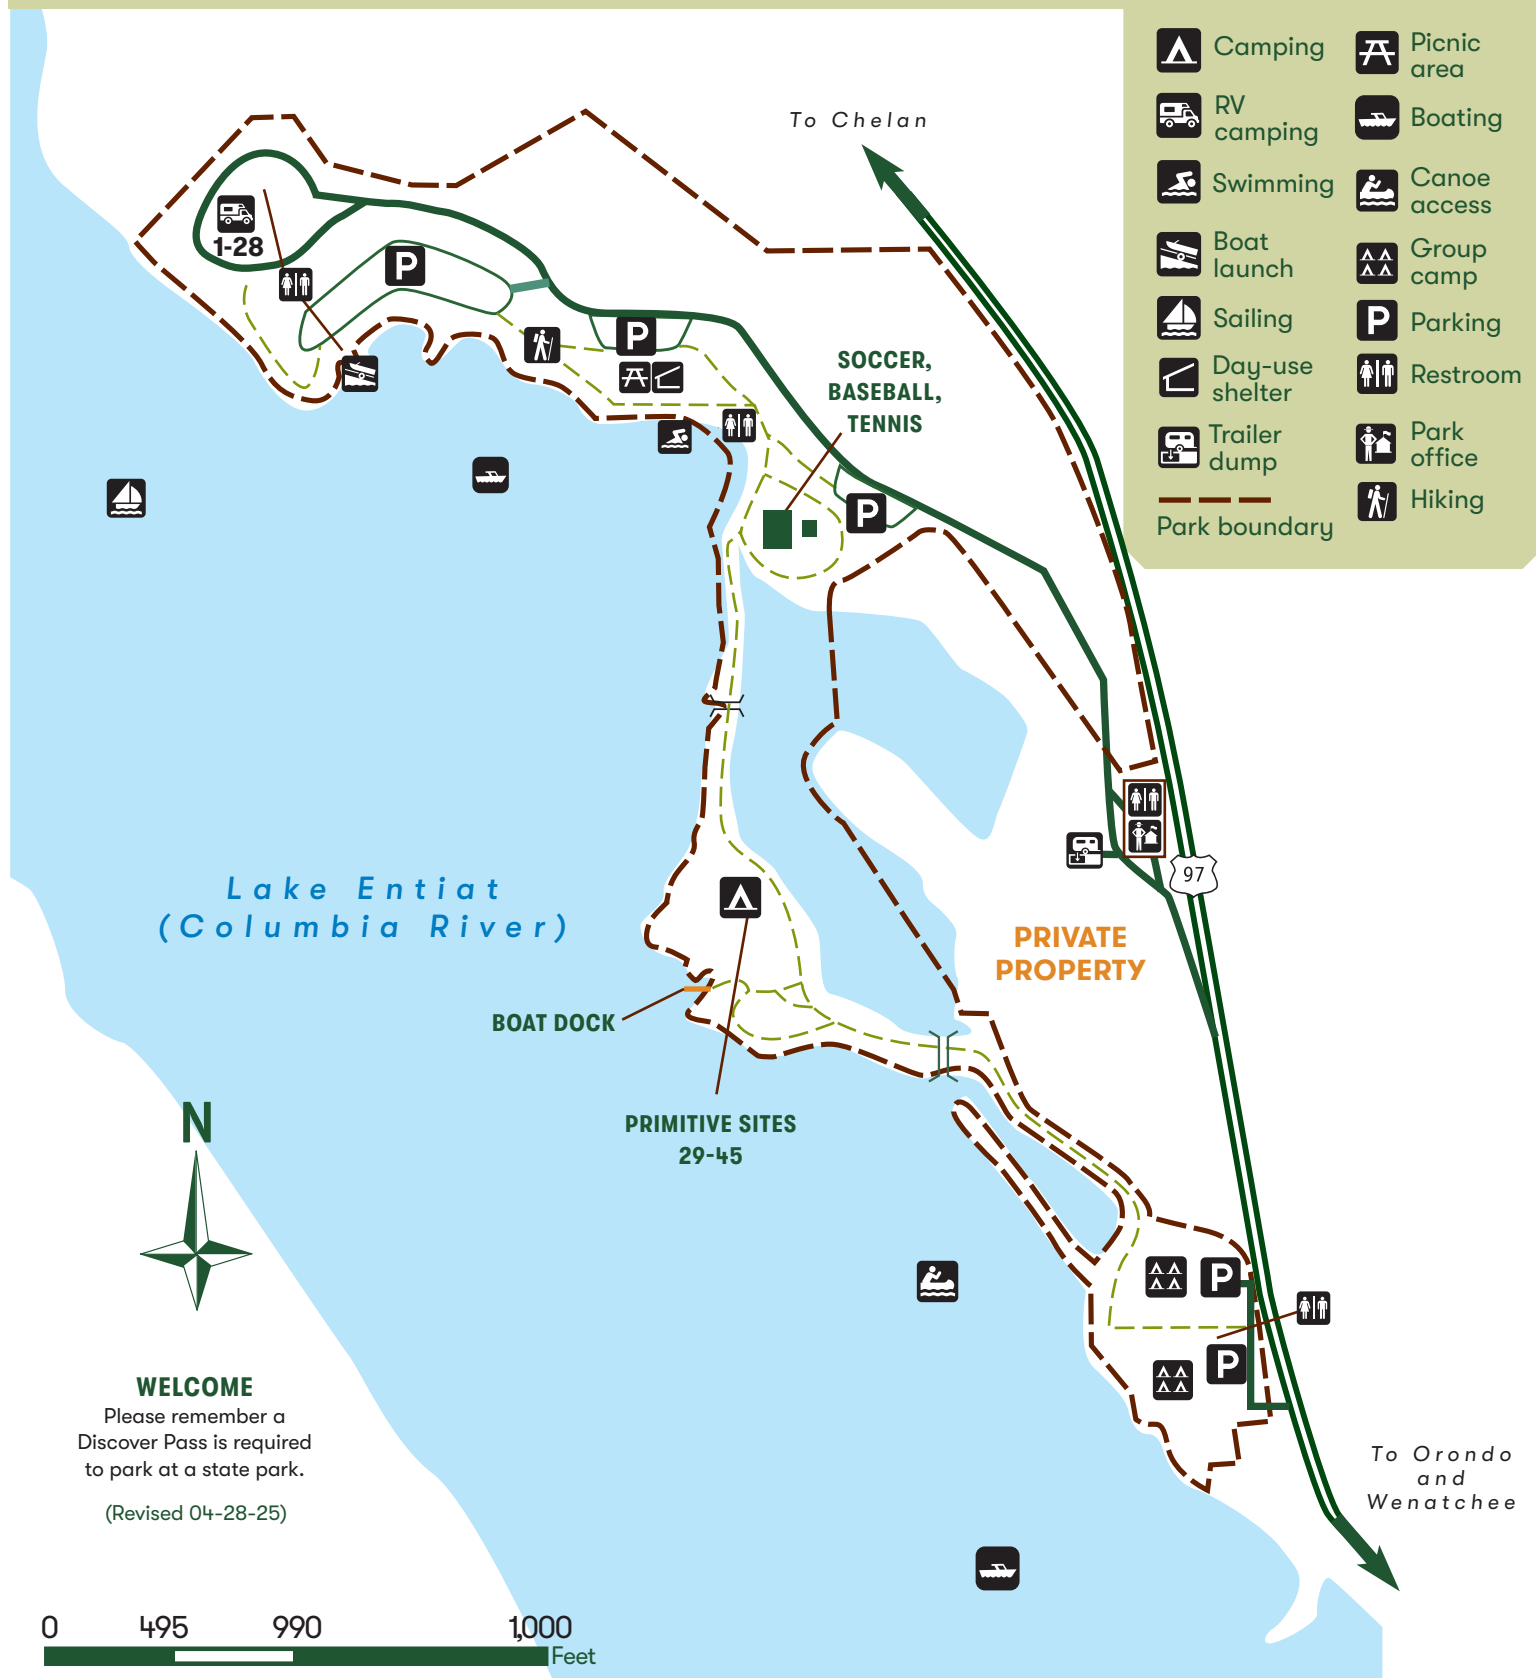 To Chelan
Camping
RV
camping
Swimming
Boat
launch
Sailing
Day-use
shelter
Trailer
dump
Park boundary
Picnic
area
Boating
Canoe
access
Group
camp
P
Parking
Restroom
Park
office
Hiking
1-28
P
P
SOCCER,
BASEBALL,
TENNIS
P
97
Lake Entiat
(Columbia River)
PRIVATE
PROPERTY
BOAT DOCK
PRIMITIVE SITES
29-45
N
P
P
WELCOME
Please remember a
Discover Pass is required
to park at a state park.
(Revised 04-28-25)
To Orondo
and
Wenatchee
0 495 990 1,000
Feet